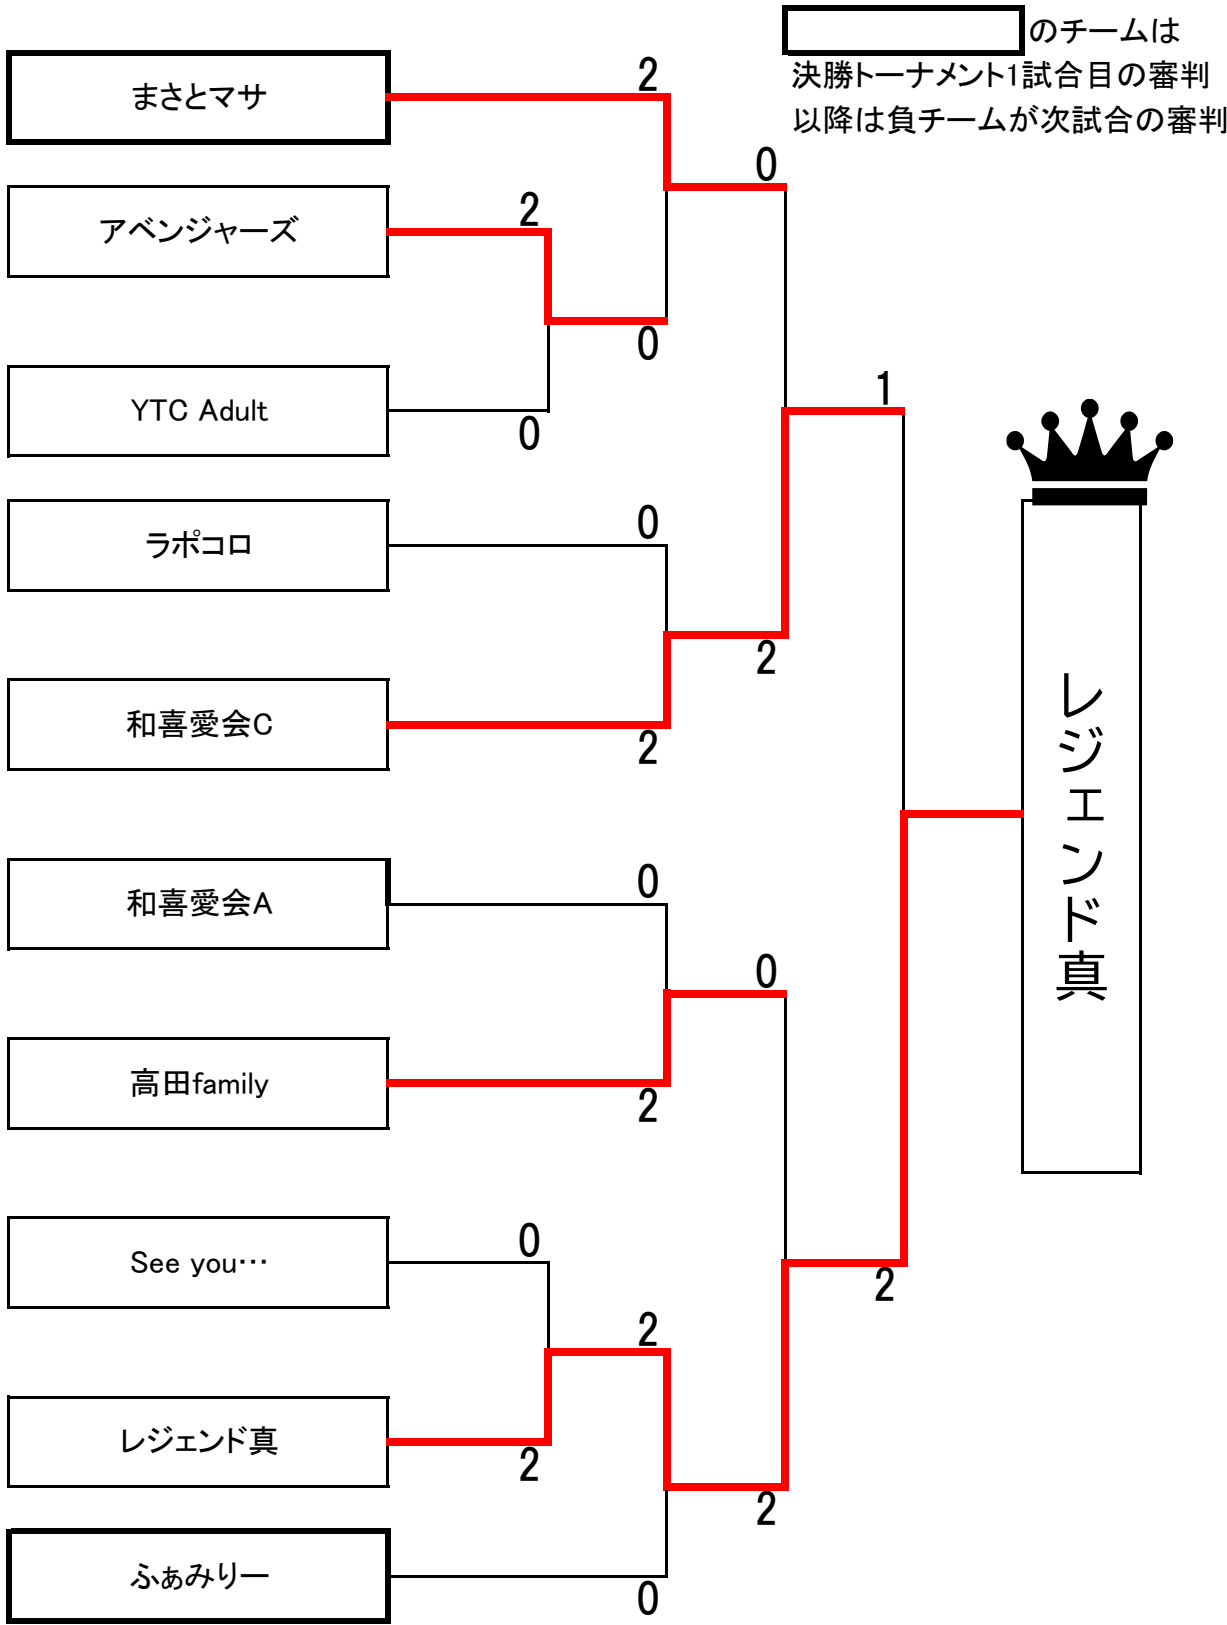 のチームは
決勝トーナメント1試合目の審判
以降は負チームが次試合の審判
まさとマサ
2
0
アベンジャーズ
2
0
YTC Adult
0
1
ラポコロ
0
2
和喜愛会C
2
レジェンド真
和喜愛会A
0
0
高田family
2
See you…
0
2
2
レジェンド真
2
2
ふぁみりー
0